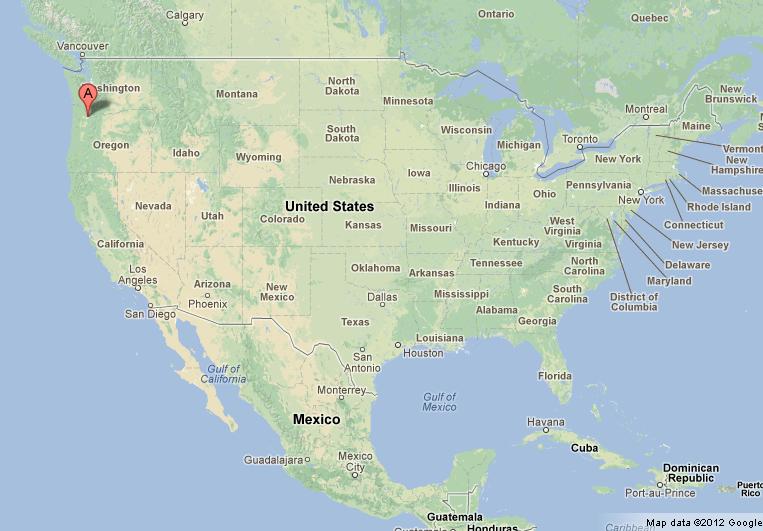 Calgary
Ontario
Quebec
Vancouver
A
ashington
Montana
North
Dakota
Minnesota
Montreal
New
Brunswick
Maine
Oregon
Idaho
South
Dakota
Wisconsin
Michigan
Toronto
Vermont
New
Hampshire
Wyoming
Chicago
New York
Nebraska
Iowa
Illinois
Indiana
Ohio
Pennsylvania
New York
Massachuse
Rhode Island
Connecticut
Nevada
Utah
Colorado
United States
Kansas
Missouri
Kentucky
West
Virginia
Virginia
New Jersey
Delaware
Maryland
District of
Columbia
California
Los
Angeles
San Diego
Arizona
Phoenix
New
Mexico
Oklahoma
Arkansas
Tennessee
North
Carolina
South
Carolina
Dallas
Mississippi
Alabama
Georgia
Texas
Louisiana
Houston
San
Antonio
Florida
Gulf of
California
Monterrey
Gulf of
Mexico
Mexico
Havana
Cuba
Guadalajara
Mexico
City
Dominican
Republic
Port-au-Prince
Puerto
Rico
Guatemala
Guatemala
Honduras
Caribbean
Map data ©2012 Google